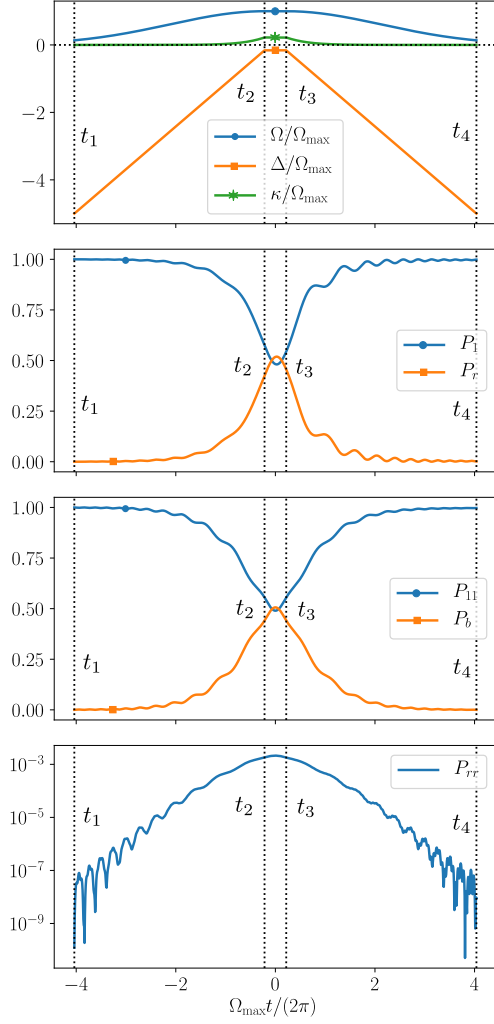 0
−2
−4
t₁
t₂
t₃
t₄
Ω/Ωmax
Δ/Ωmax
κ/Ωmax
1.00
0.75
0.50
0.25
0.00
t₁
t₂
t₃
t₄
P₁
Pᵣ
1.00
0.75
0.50
0.25
0.00
t₁
t₂
t₃
t₄
P₁₁
P_b
10⁻³
10⁻⁵
10⁻⁷
10⁻⁹
t₁
t₂
t₃
t₄
Pᵣᵣ
−4 −2 0 2 4
Ωmax t/(2π)